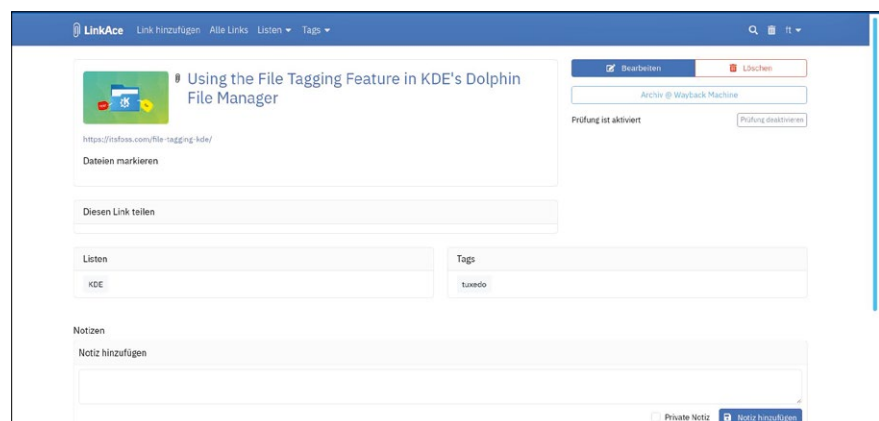 LinkAce Link hinzufügen Alle Links Listen Tags tt
Using the File Tagging Feature in KDE's Dolphin
File Manager
https://itsfoss.com/file-tagging-kde/
Dateien markieren
Bearbeiten Löschen
Archiv @ Wayback Machine
Prüfung ist aktiviert Prüfung deaktivieren
Diesen Link teilen
Listen
KDE
Tags
tuxedo
Notizen
Notiz hinzufügen
Private Notiz Notiz hinzufügen